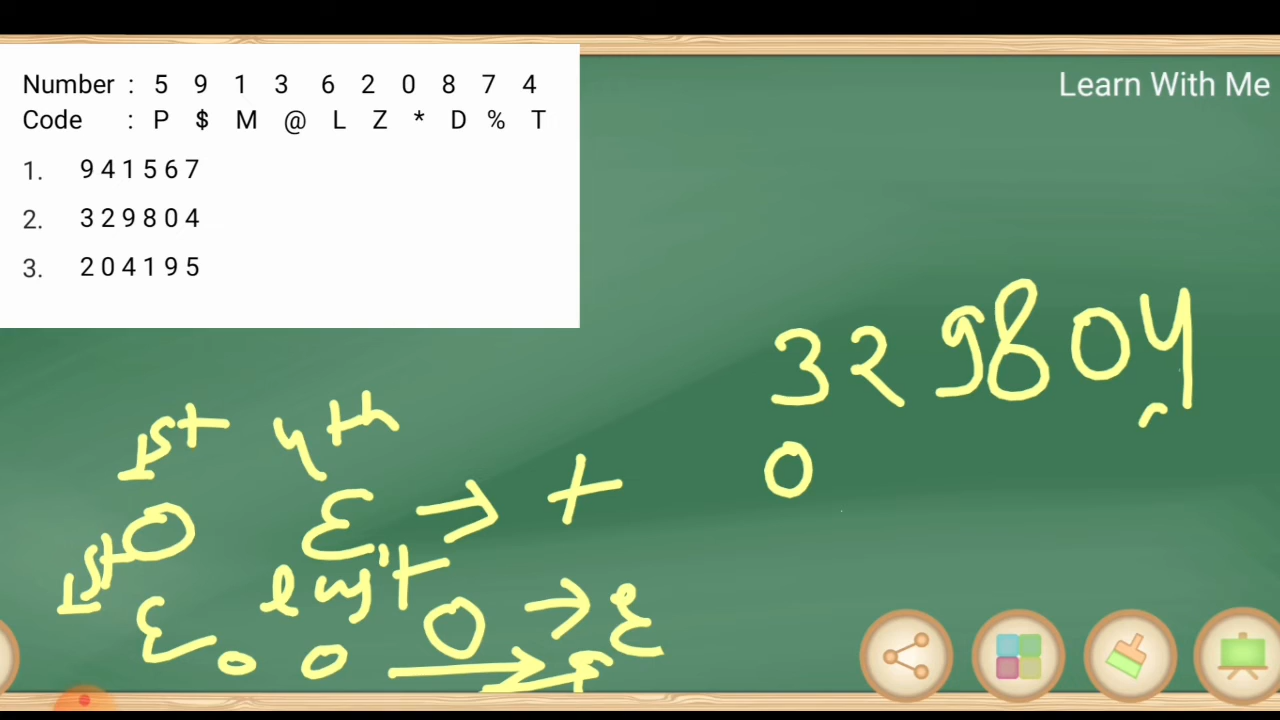 Number : 5 9 1 3 6 2 0 8 7 4
Code : P $ M @ L Z * D % T
1. 9 4 1 5 6 7
2. 3 2 9 8 0 4
3. 2 0 4 1 9 5
Learn With Me
3 2 9 8 0 4
0
1st 4th
O E → +
1st last
E O → E